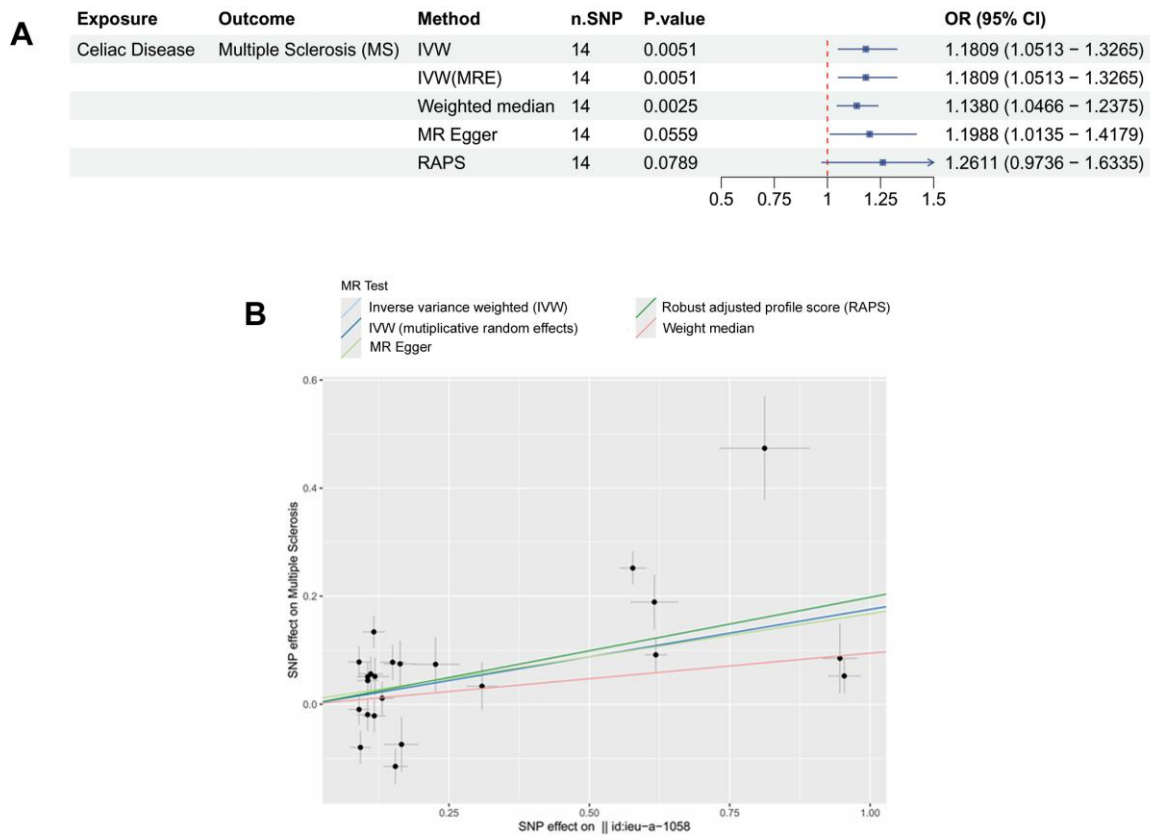 A
Exposure Outcome Method n.SNP P.value OR (95% CI)
Celiac Disease Multiple Sclerosis (MS) IVW 14 0.0051 1.1809 (1.0513 − 1.3265)
IVW(MRE) 14 0.0051 1.1809 (1.0513 − 1.3265)
Weighted median 14 0.0025 1.1380 (1.0466 − 1.2375)
MR Egger 14 0.0559 1.1988 (1.0135 − 1.4179)
RAPS 14 0.0789 1.2611 (0.9736 − 1.6335)
0.5 0.75 1 1.25 1.5
B
MR Test
Inverse variance weighted (IVW) Robust adjusted profile score (RAPS)
IVW (mutiplicative random effects) Weight median
MR Egger
SNP effect on Multiple Sclerosis
0.6
0.4
0.2
0.0
0.25 0.50 0.75 1.00
SNP effect on || id:ieu−a−1058